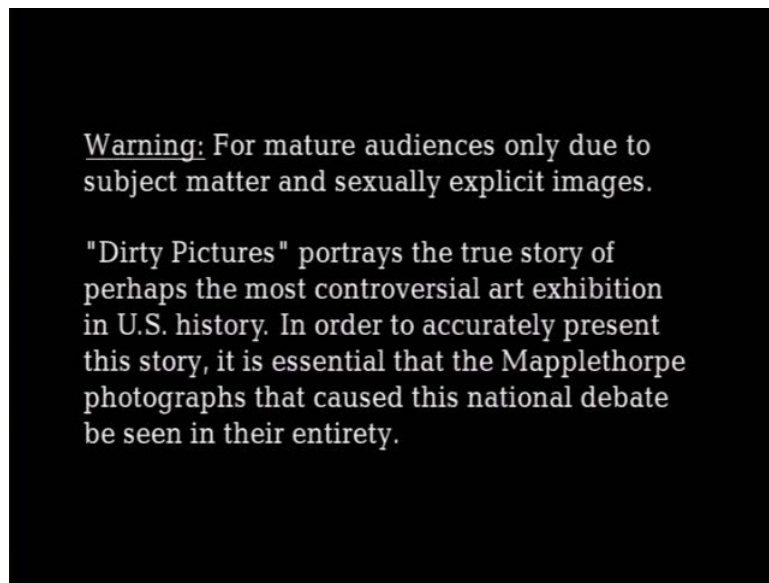 Warning: For mature audiences only due to
subject matter and sexually explicit images.
"Dirty Pictures" portrays the true story of
perhaps the most controversial art exhibition
in U.S. history. In order to accurately present
this story, it is essential that the Mapplethorpe
photographs that caused this national debate
be seen in their entirety.